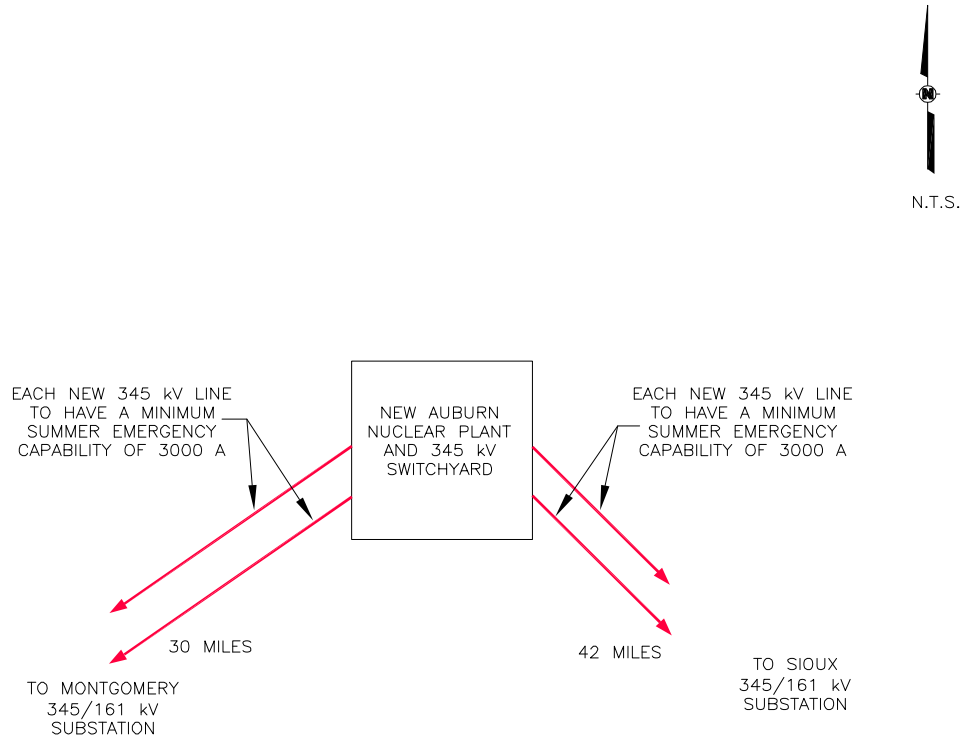 N
N.T.S.
EACH NEW 345 kV LINE
TO HAVE A MINIMUM
SUMMER EMERGENCY
CAPABILITY OF 3000 A
NEW AUBURN
NUCLEAR PLANT
AND 345 kV
SWITCHYARD
EACH NEW 345 kV LINE
TO HAVE A MINIMUM
SUMMER EMERGENCY
CAPABILITY OF 3000 A
30 MILES
42 MILES
TO MONTGOMERY
345/161 kV
SUBSTATION
TO SIOUX
345/161 kV
SUBSTATION